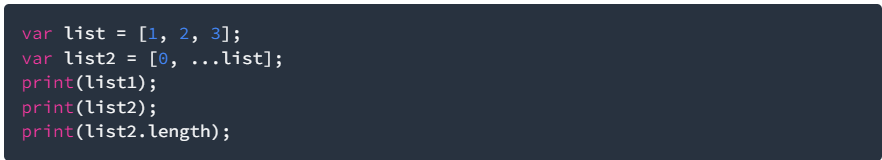 var list = [1, 2, 3];
var list2 = [0, ...list];
print(list1);
print(list2);
print(list2.length);